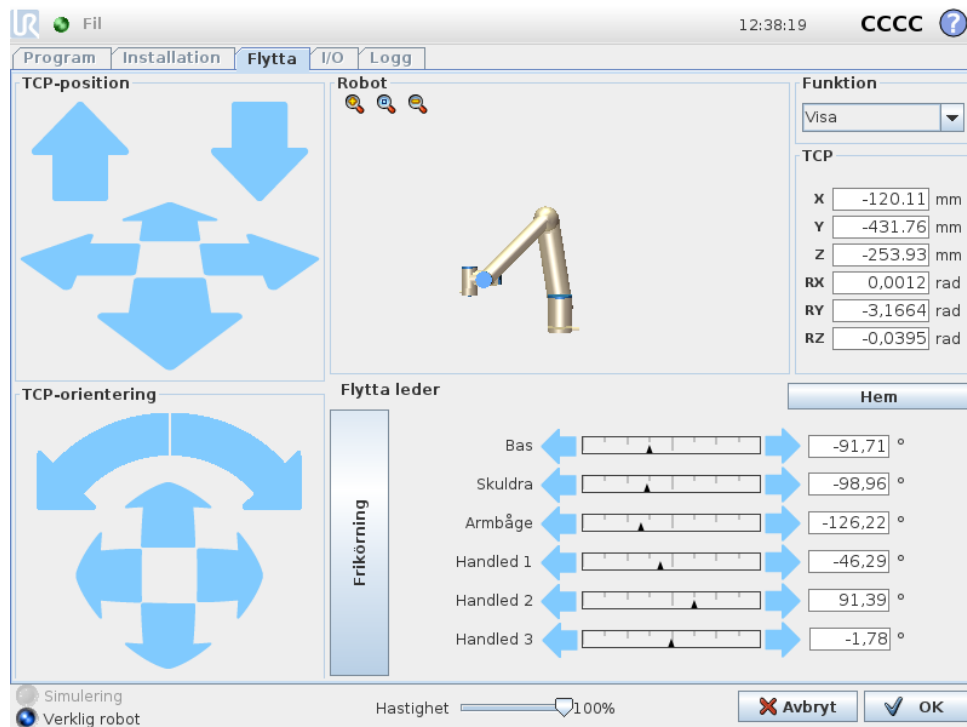 UR Fil 12:38:19 CCCC ?
Program Installation Flytta I/O Logg
TCP-position
Robot
Funktion
Visa
TCP
X -120.11 mm
Y -431.76 mm
Z -253.93 mm
RX 0,0012 rad
RY -3,1664 rad
RZ -0,0395 rad
TCP-orientering
Flytta leder
Hem
Frikörning
Bas -91,71 °
Skuldra -98,96 °
Armbåge -126,22 °
Handled 1 -46,29 °
Handled 2 91,39 °
Handled 3 -1,78 °
Simulering
Verklig robot
Hastighet 100%
Avbryt
OK